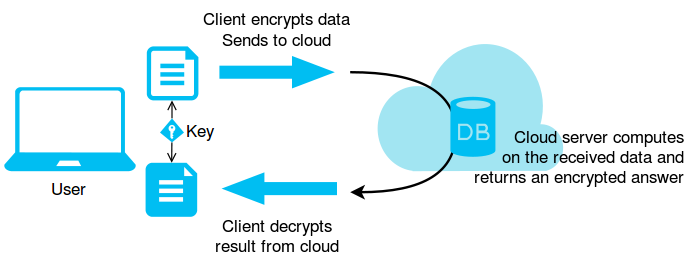 Client encrypts data
Sends to cloud
Key
DB
Cloud server computes
on the received data and
returns an encrypted answer
User
Client decrypts
result from cloud